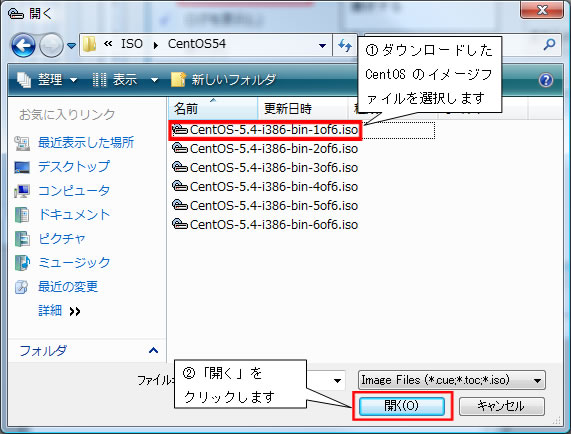 開く
« ISO ▸ CentOS54
整理
表示
新しいフォルダ
①ダウンロードした
CentOS のイメージフ
ァイルを選択します
お気に入りリンク
最近表示した場所
デスクトップ
コンピュータ
ドキュメント
ピクチャ
ミュージック
最近の変更
詳細 »
フォルダ
名前
更新日時
CentOS-5.4-i386-bin-1of6.iso
CentOS-5.4-i386-bin-2of6.iso
CentOS-5.4-i386-bin-3of6.iso
CentOS-5.4-i386-bin-4of6.iso
CentOS-5.4-i386-bin-5of6.iso
CentOS-5.4-i386-bin-6of6.iso
②「開く」を
クリックします
ファイル
Image Files (*.cue;*.toc;*.iso)
開く(O)
キャンセル